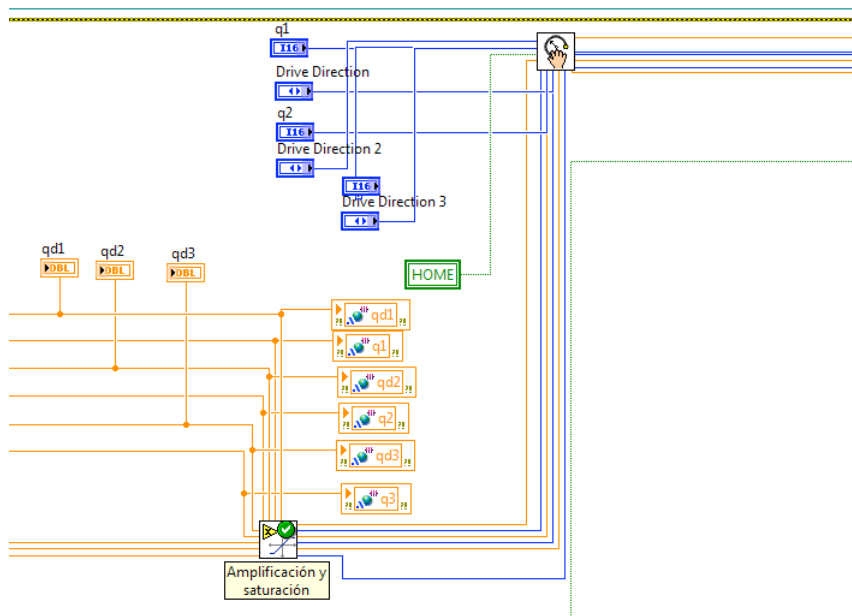 q1
I16
Drive Direction
q2
I16
Drive Direction 2
I16
Drive Direction 3
qd1
DBL
qd2
DBL
qd3
DBL
HOME
?! qd1 ?!
?! q1 ?!
?! qd2 ?!
?! q2 ?!
?! qd3 ?!
?! q3 ?!
Amplificación y
saturación